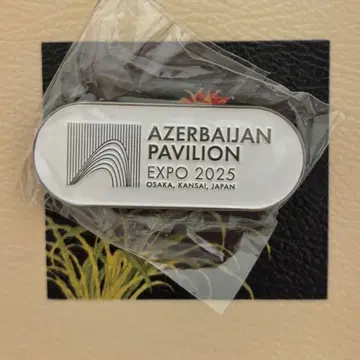 AZERBAIJAN
PAVILION
EXPO 2025
OSAKA, KANSAI, JAPAN